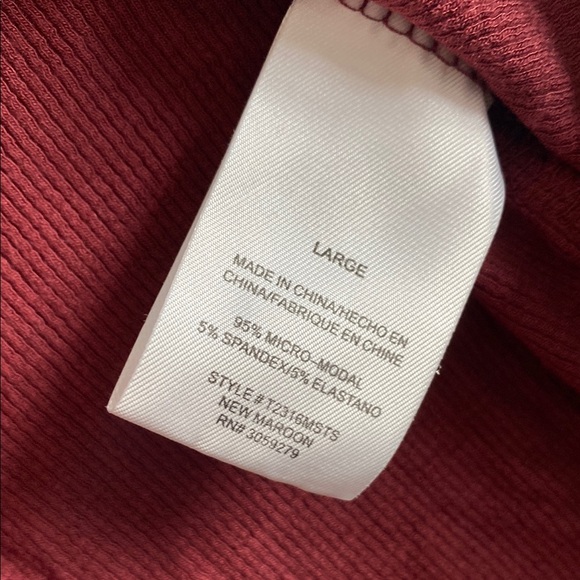 LARGE
MADE IN CHINA/HECHO EN
CHINA/FABRIQUE EN CHINE
95% MICRO-MODAL
5% SPANDEX/5% ELASTANO
STYLE # T2316MSTS
NEW MAROON
RN# 3059279